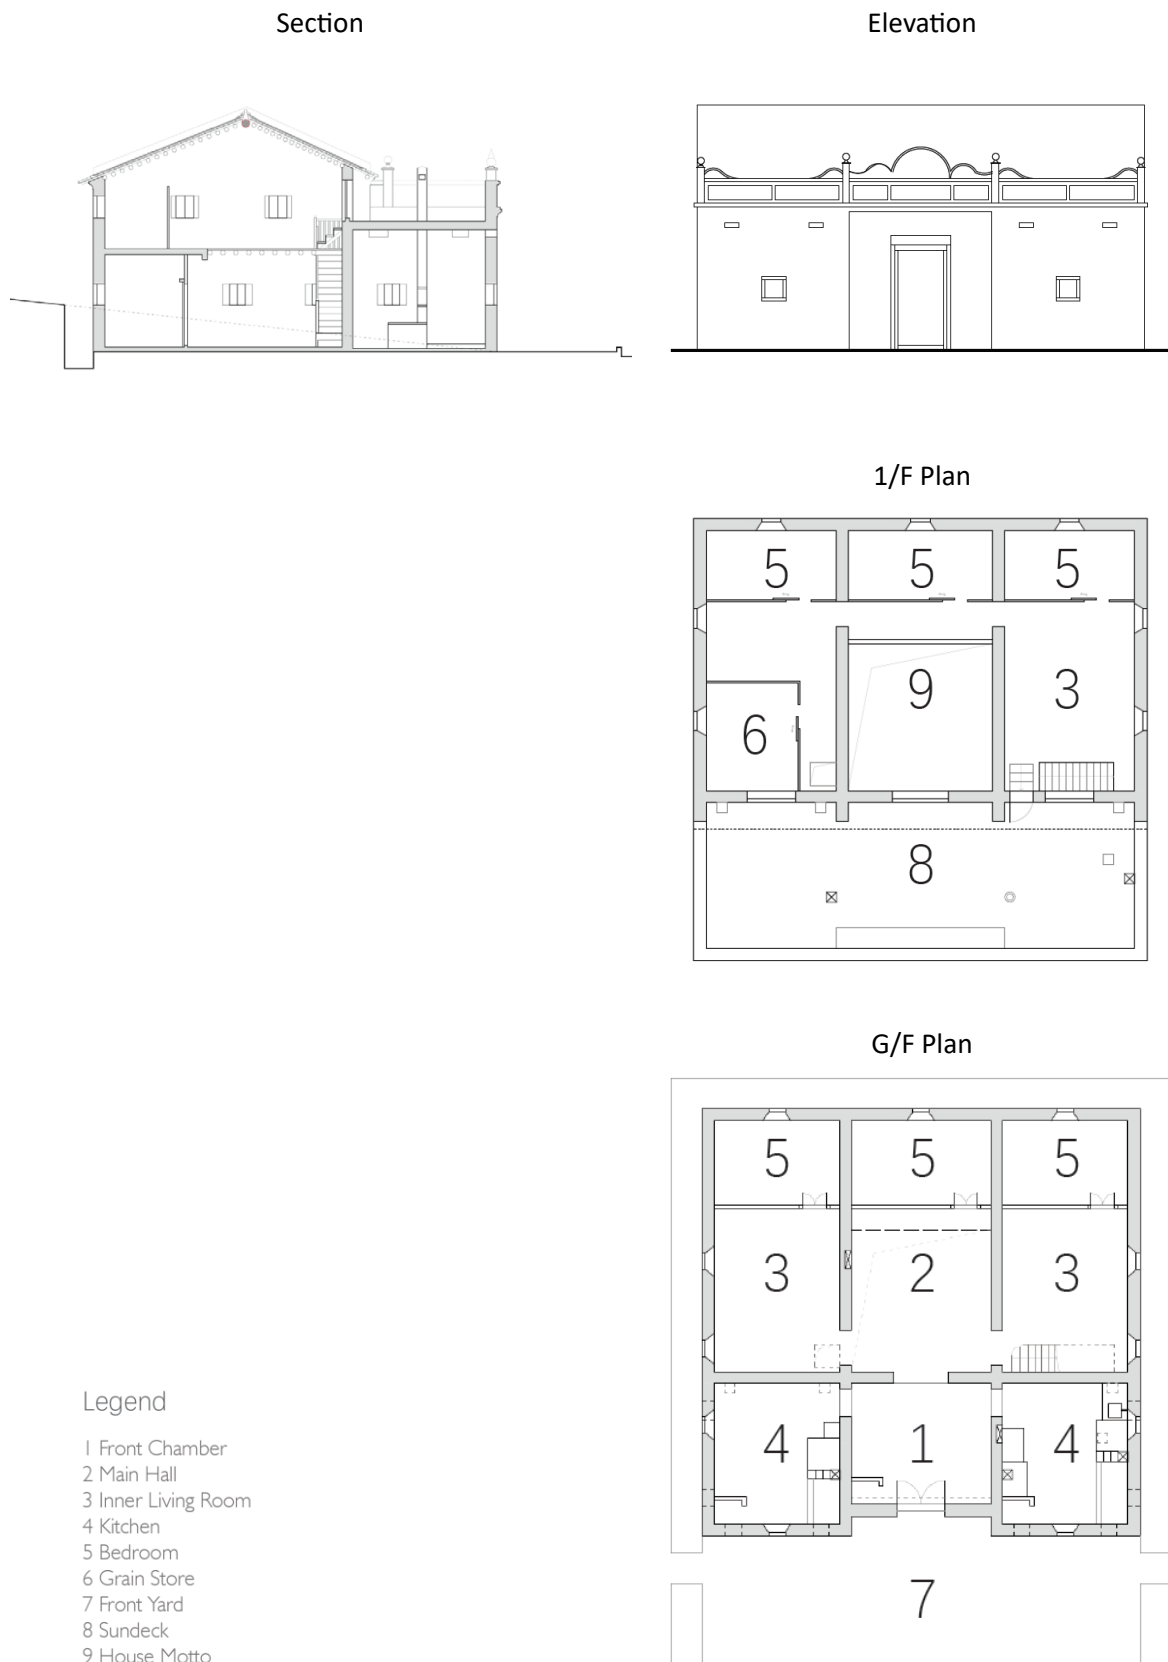 Section
Elevation
1/F Plan
5
5
5
9
3
6
8
G/F Plan
5
5
5
3
2
3
4
1
4
7
Legend
1 Front Chamber
2 Main Hall
3 Inner Living Room
4 Kitchen
5 Bedroom
6 Grain Store
7 Front Yard
8 Sundeck
9 House Motto